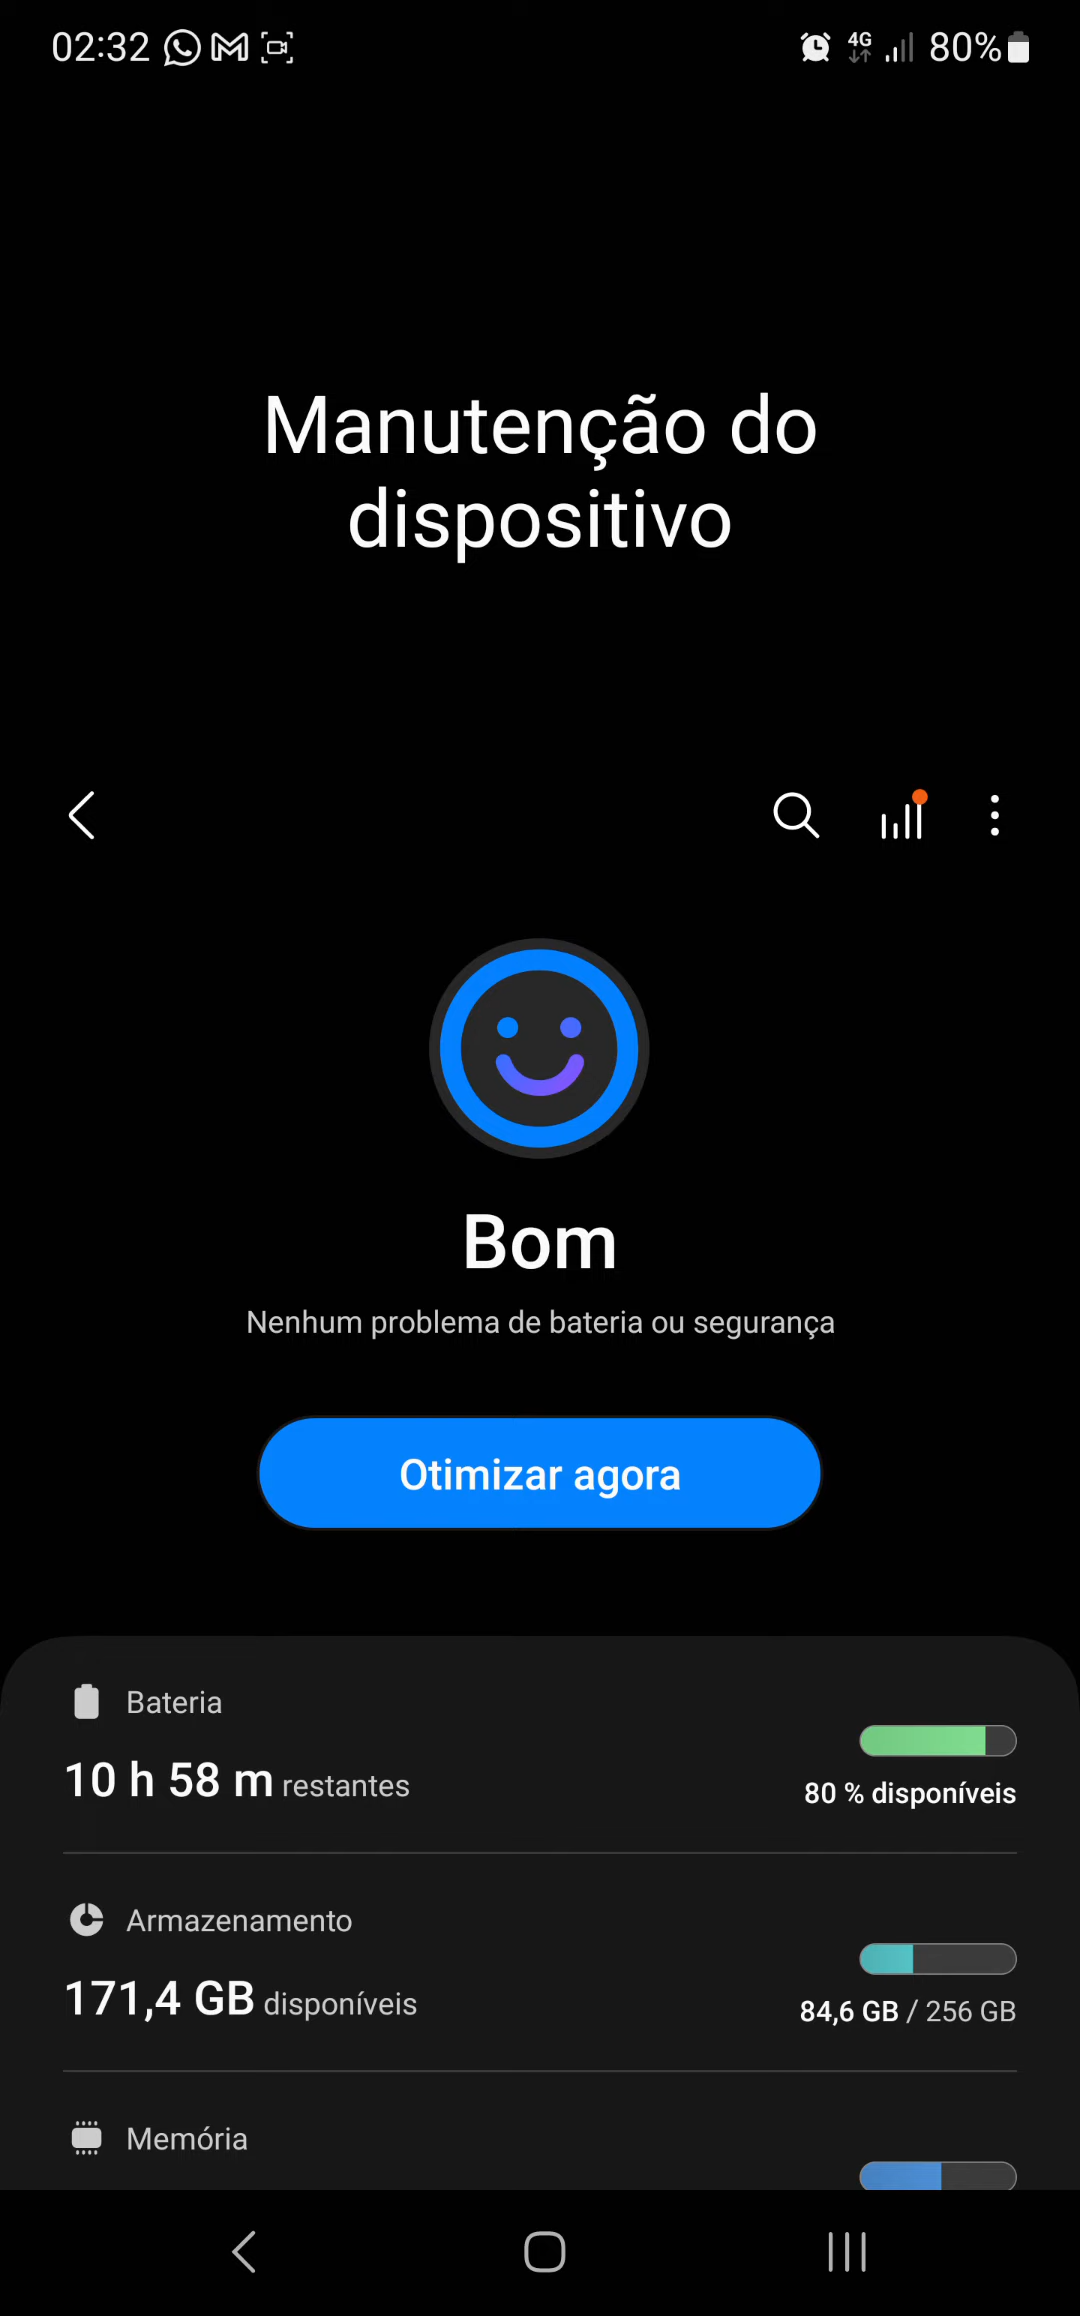 02:32 4G 80%
Manutenção do
dispositivo
Bom
Nenhum problema de bateria ou segurança
Otimizar agora
Bateria
10 h 58 m restantes
80 % disponíveis
Armazenamento
171,4 GB disponíveis
84,6 GB / 256 GB
Memória